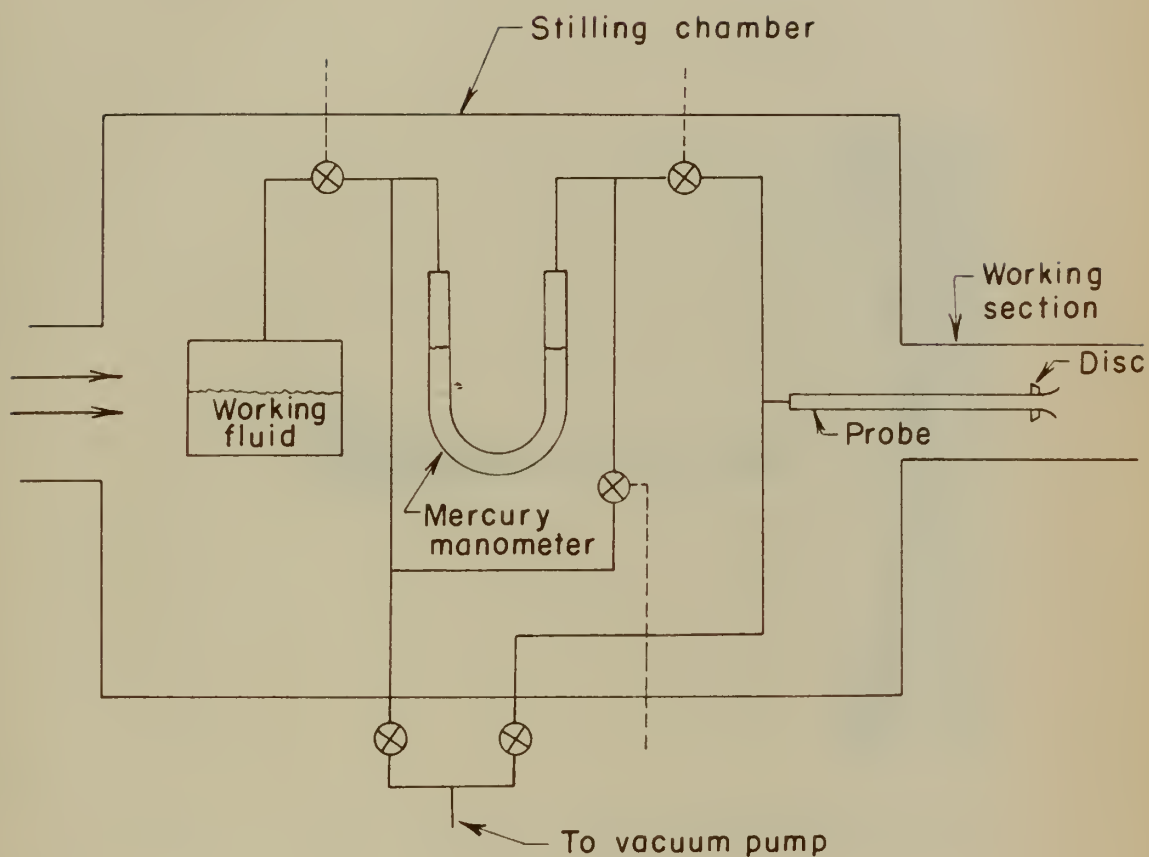 Stilling chamber
Working
section
Disc
Working
fluid
Probe
Mercury
manometer
To vacuum pump